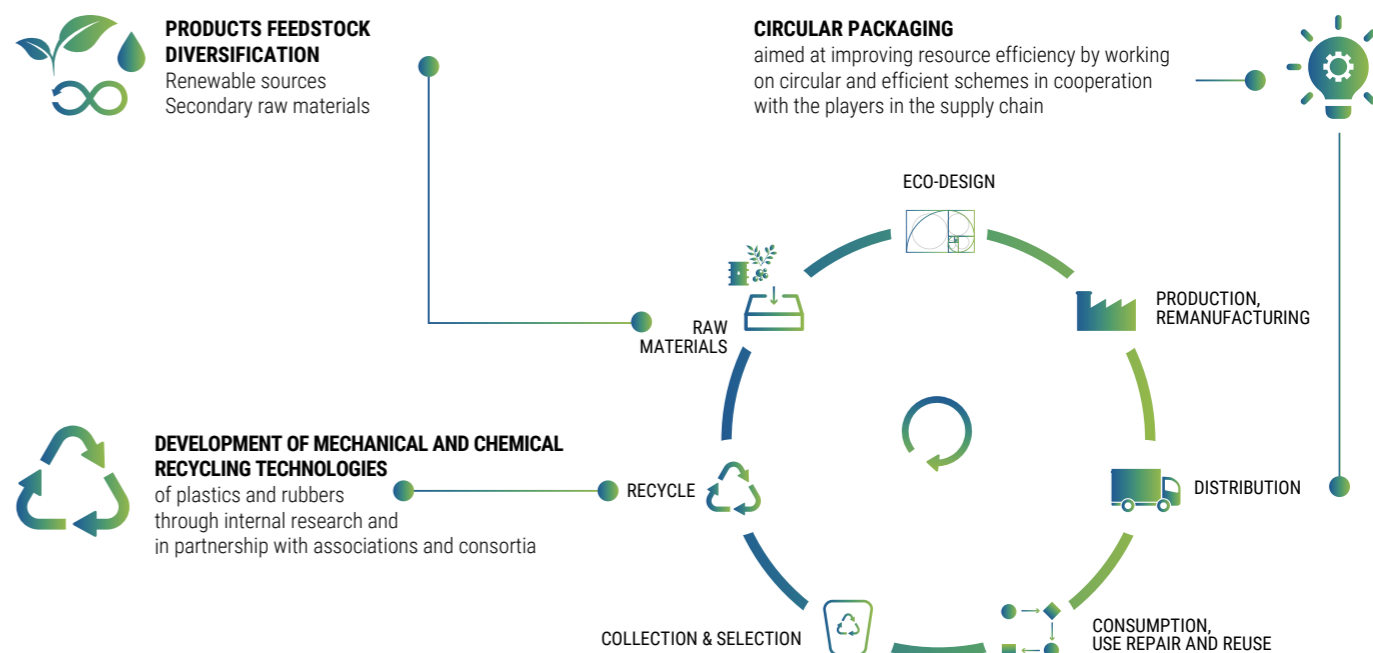 PRODUCTS FEEDSTOCK
DIVERSIFICATION
Renewable sources
Secondary raw materials
CIRCULAR PACKAGING
aimed at improving resource efficiency by working
on circular and efficient schemes in cooperation
with the players in the supply chain
ECO-DESIGN
PRODUCTION,
REMANUFACTURING
RAW
MATERIALS
DEVELOPMENT OF MECHANICAL AND CHEMICAL
RECYCLING TECHNOLOGIES
of plastics and rubbers
through internal research and
in partnership with associations and consortia
RECYCLE
DISTRIBUTION
COLLECTION & SELECTION
CONSUMPTION,
USE REPAIR AND REUSE